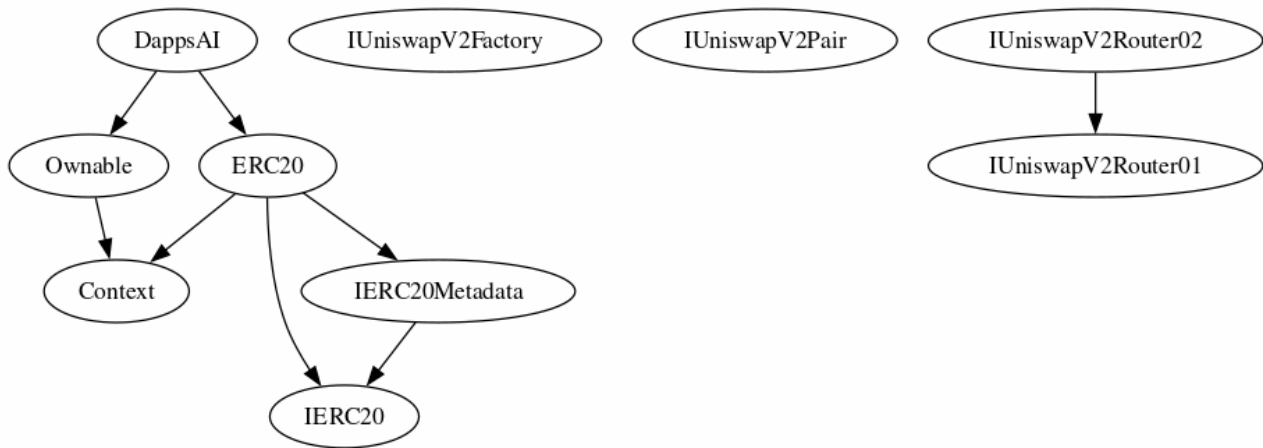 DappsAI
IUniswapV2Factory
IUniswapV2Pair
IUniswapV2Router02
Ownable
ERC20
IUniswapV2Router01
Context
IERC20Metadata
IERC20